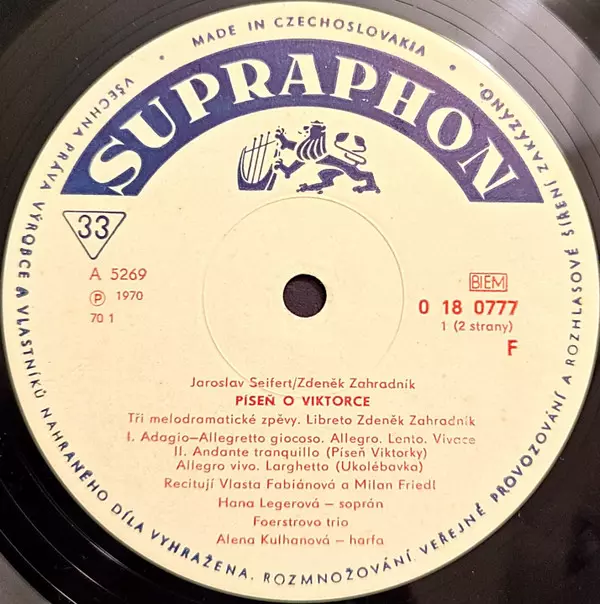 MADE IN CZECHOSLOVAKIA
VŠECHNA PRÁVA VÝROBCE A VLASTNÍKŮ NAHRANÉHO DÍLA VYHRAŽENA. ROZMNOŽOVÁNÍ, VEŘEJNÉ PROVOZOVÁNÍ A ROZHLASOVÉ ŠÍŘENÍ ZAKÁZÁNO.
SUPRAPHON
33
A 5269
Ⓟ 1970
70 1
BIEM
0 18 0777
1 (2 strany)
F
Jaroslav Seifert/Zdeněk Zahradník
PÍSEŇ O VIKTORCE
Tři melodramatické zpěvy. Libreto Zdeněk Zahradník
I. Adagio—Allegretto giocoso. Allegro. Lento. Vivace
II. Andante tranquillo (Píseň Viktorky)
Allegro vivo. Larghetto (Ukolébavka)
Recitují Vlasta Fabiánová a Milan Friedl
Hana Legerová – soprán
Foerstrovo trio
Alena Kulhanová – harfa